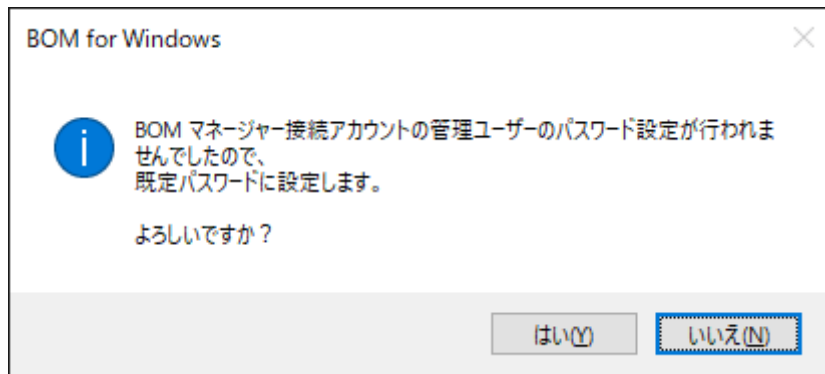 BOM for Windows
BOM マネージャー接続アカウントの管理ユーザーのパスワード設定が行われま
せんでしたので、
既定パスワードに設定します。
よろしいですか？
はい(Y)
いいえ(N)